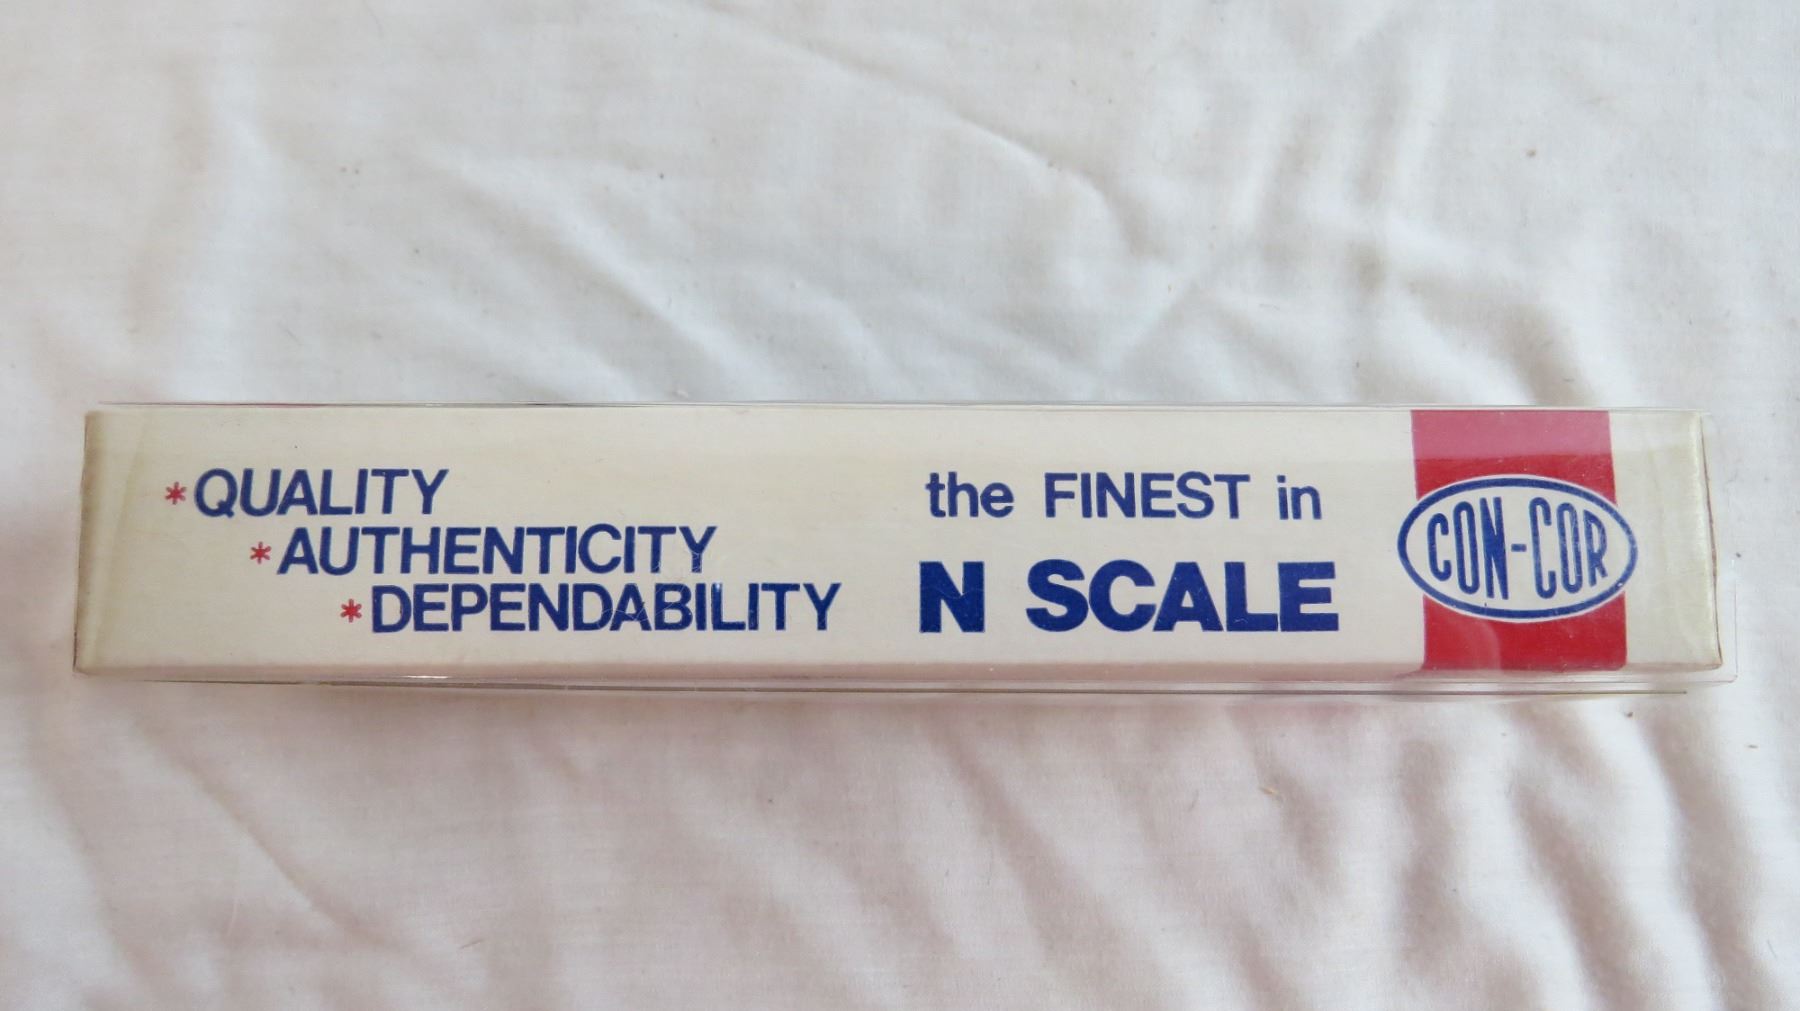 *QUALITY
*AUTHENTICITY
*DEPENDABILITY
the FINEST in
N SCALE
CON-COR